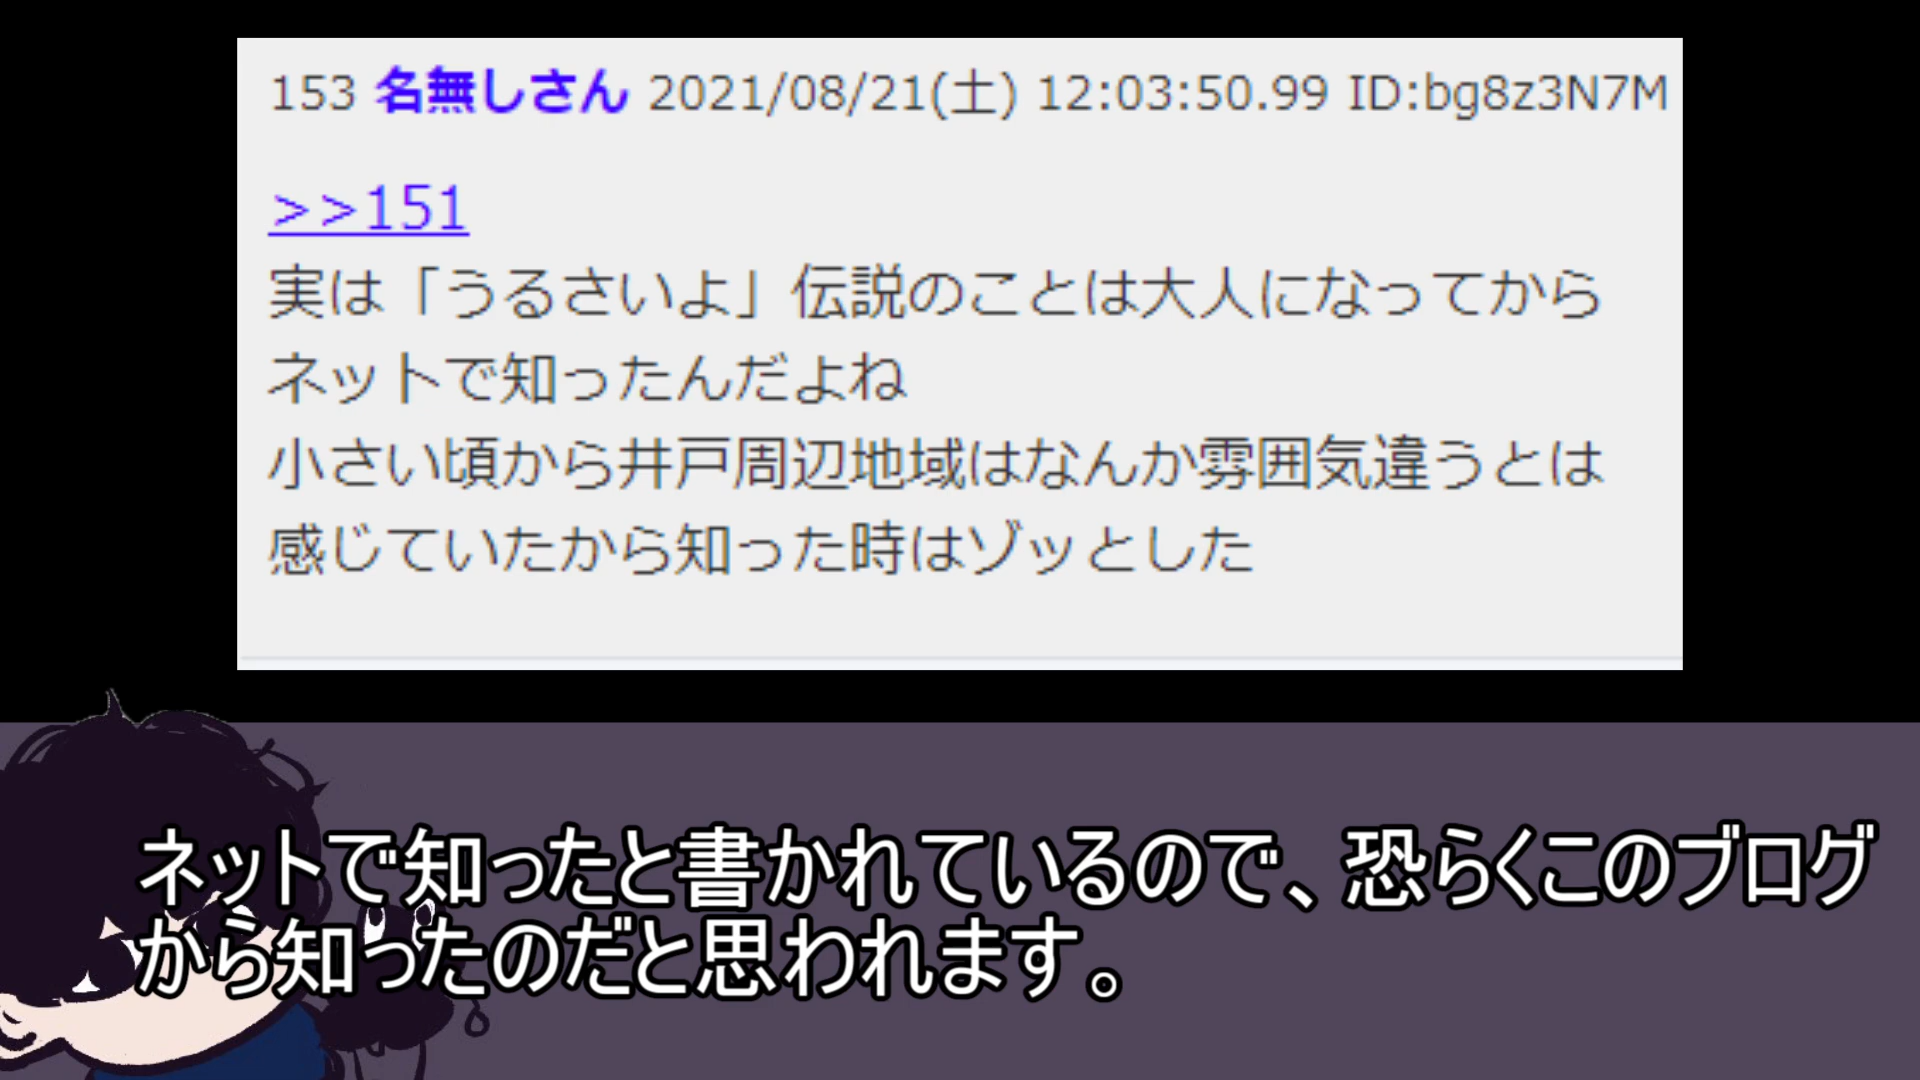 153 名無しさん 2021/08/21(土) 12:03:50.99 ID:bg8z3N7M
>>151
実は「うるさいよ」伝説のことは大人になってから
ネットで知ったんだよね
小さい頃から井戸周辺地域はなんか雰囲気違うとは
感じていたから知った時はゾッとした
ネットで知ったと書かれているので、恐らくこのブログ
から知ったのだと思われます。